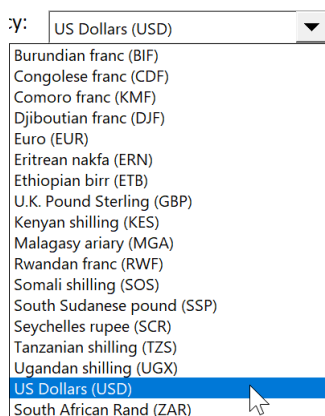 cy:
US Dollars (USD)
Burundian franc (BIF)
Congolese franc (CDF)
Comoro franc (KMF)
Djiboutian franc (DJF)
Euro (EUR)
Eritrean nakfa (ERN)
Ethiopian birr (ETB)
U.K. Pound Sterling (GBP)
Kenyan shilling (KES)
Malagasy ariary (MGA)
Rwandan franc (RWF)
Somali shilling (SOS)
South Sudanese pound (SSP)
Seychelles rupee (SCR)
Tanzanian shilling (TZS)
Ugandan shilling (UGX)
US Dollars (USD)
South African Rand (ZAR)